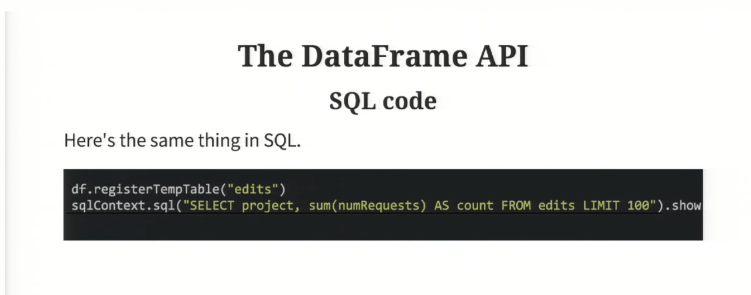 The DataFrame API
SQL code
Here's the same thing in SQL.
df.registerTempTable("edits")
sqlContext.sql("SELECT project, sum(numRequests) AS count FROM edits LIMIT 100").show